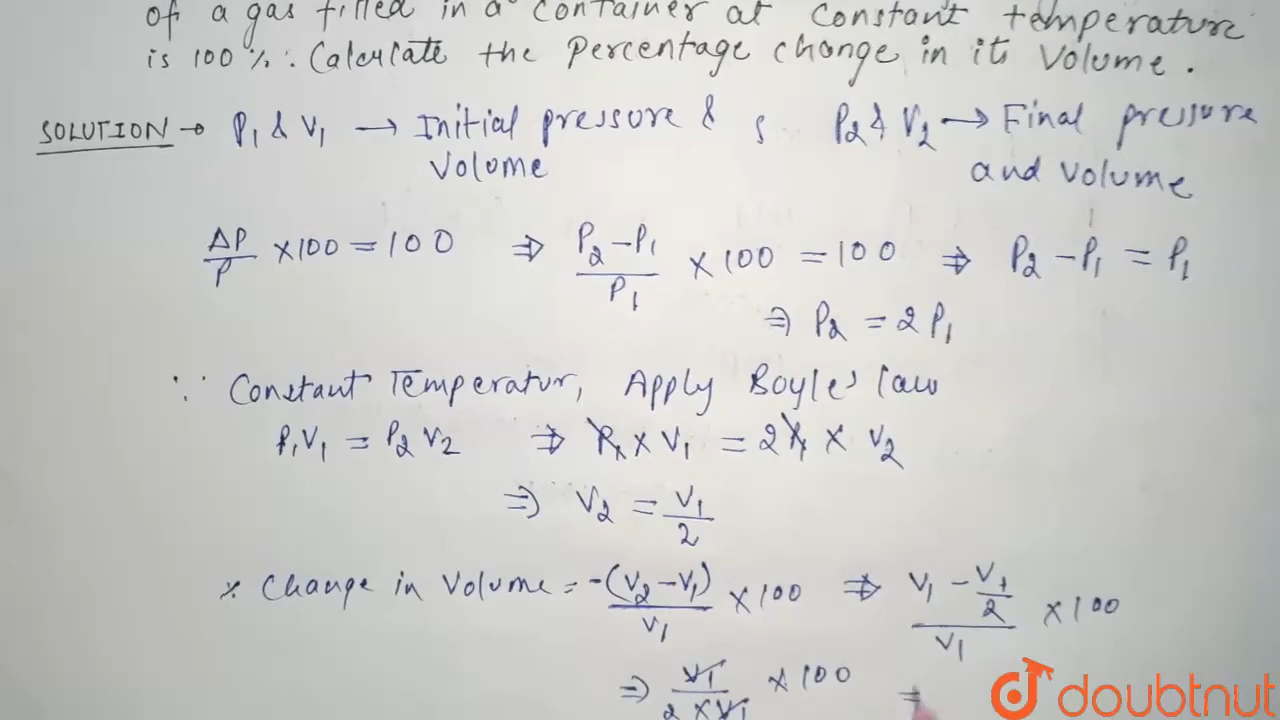 of a gas filled in a container at constant temperature
is 100%. Calculate the percentage change in its volume.
SOLUTION → P₁ & V₁ → Initial pressure & volume ; P₂ & V₂ → Final pressure and volume
ΔP/P × 100 = 100 ⇒ (P₂ - P₁)/P₁ × 100 = 100 ⇒ P₂ - P₁ = P₁
⇒ P₂ = 2P₁
∵ Constant Temperatur, Apply Boyle's law
P₁V₁ = P₂V₂ ⇒ P₁ × V₁ = 2P₁ × V₂
⇒ V₂ = V₁/2
% Change in Volume = -(V₂ - V₁)/V₁ × 100 ⇒ (V₁ - V₁/2)/V₁ × 100
⇒ V₁/(2 × V₁) × 100 =
doubtnut